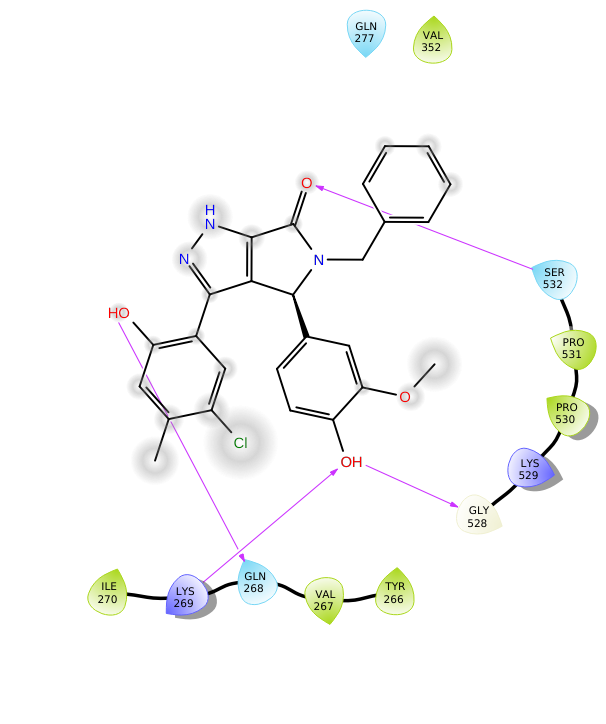 GLN
277
VAL
352
O
H
N
N
N
SER
532
HO
PRO
531
O
PRO
530
Cl
OH
LYS
529
GLY
528
GLN
268
ILE
270
LYS
269
VAL
267
TYR
266